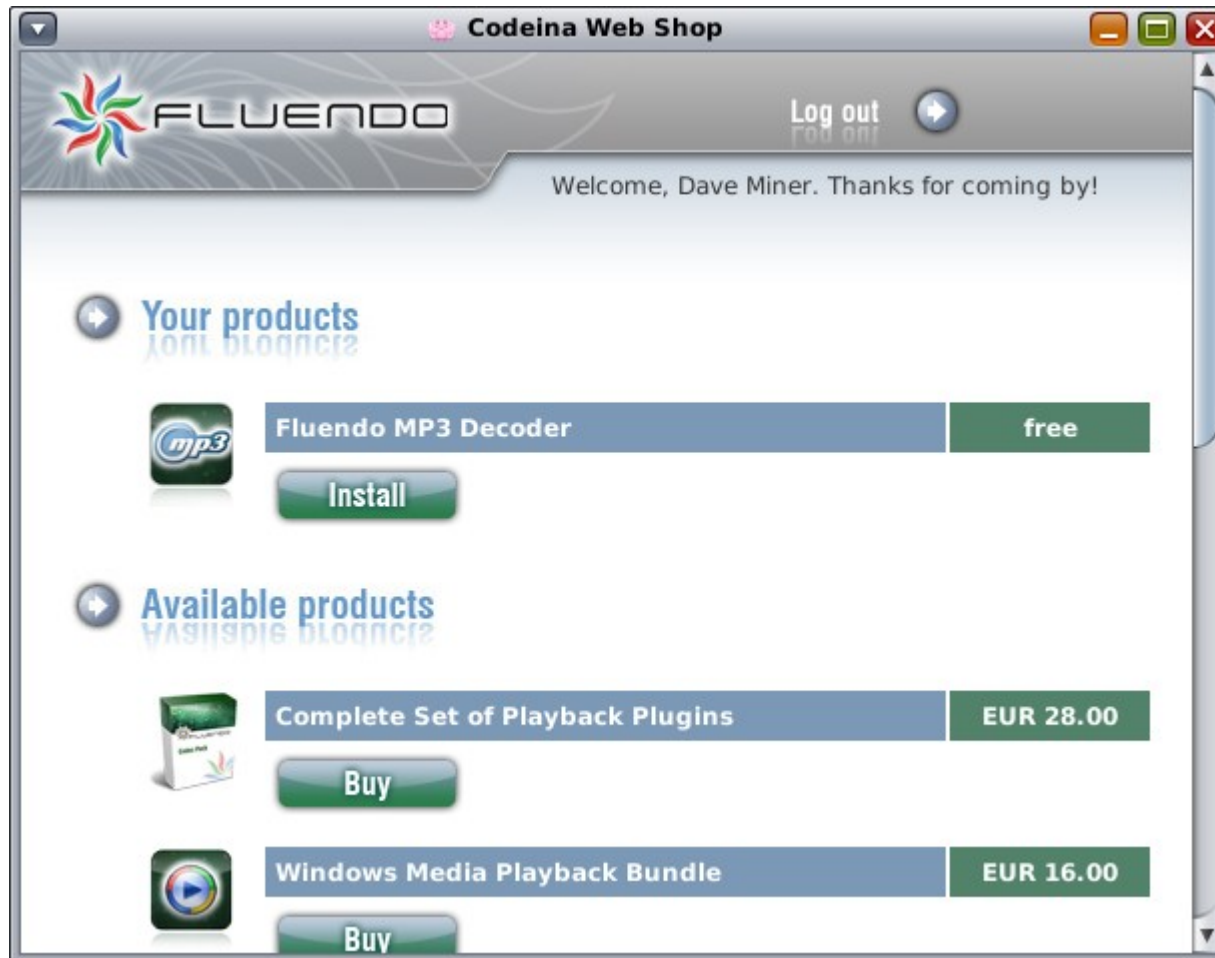 Codeina Web Shop
FLUENDO
Log out
Welcome, Dave Miner. Thanks for coming by!
Your products
mp3
Fluendo MP3 Decoder
free
Install
Available products
Complete Set of Playback Plugins
EUR 28.00
Buy
Windows Media Playback Bundle
EUR 16.00
Buy